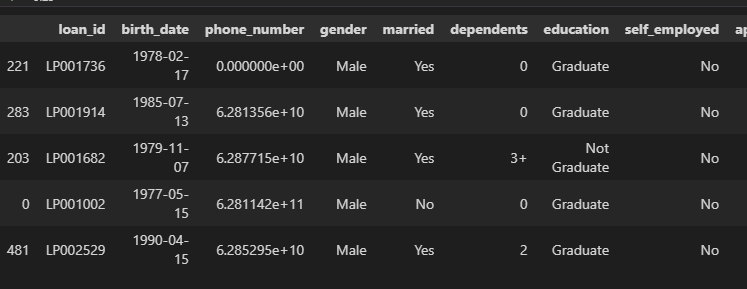 loan_id birth_date phone_number gender married dependents education self_employed ap
221 LP001736 1978-02-17 0.000000e+00 Male Yes 0 Graduate No
283 LP001914 1985-07-13 6.281356e+10 Male Yes 0 Graduate No
203 LP001682 1979-11-07 6.287715e+10 Male Yes 3+ Not Graduate No
0 LP001002 1977-05-15 6.281142e+11 Male No 0 Graduate No
481 LP002529 1990-04-15 6.285295e+10 Male Yes 2 Graduate No